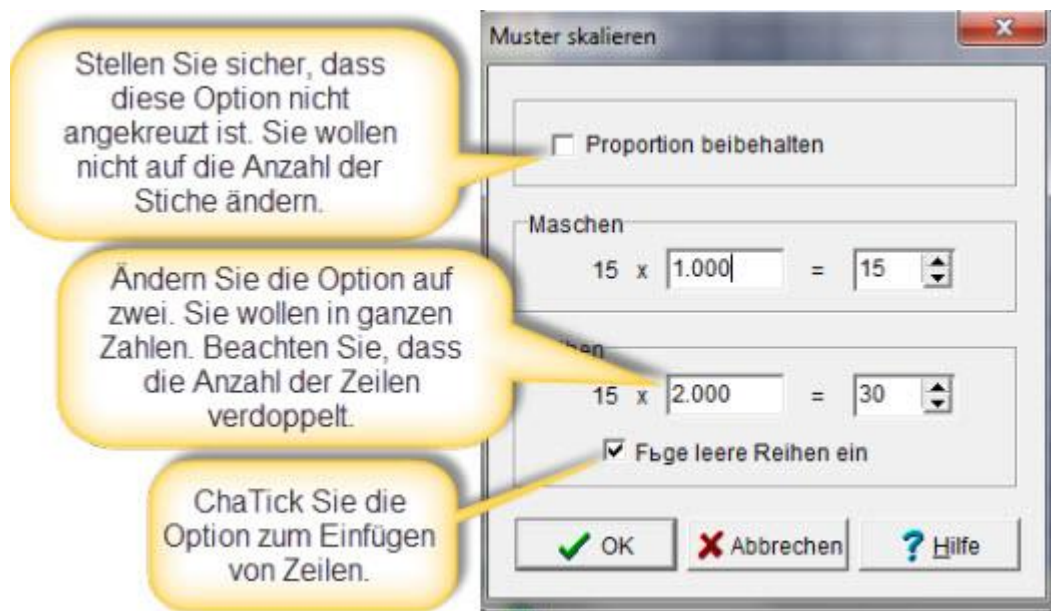 Stellen Sie sicher, dass
diese Option nicht
angekreuzt ist. Sie wollen
nicht auf die Anzahl der
Stiche ändern.
Ändern Sie die Option auf
zwei. Sie wollen in ganzen
Zahlen. Beachten Sie, dass
die Anzahl der Zeilen
verdoppelt.
ChaTick Sie die
Option zum Einfügen
von Zeilen.
Muster skalieren
Proportion beibehalten
Maschen
15 x 1.000 = 15
15 x 2.000 = 30
Fьge leere Reihen ein
OK Abbrechen Hilfe